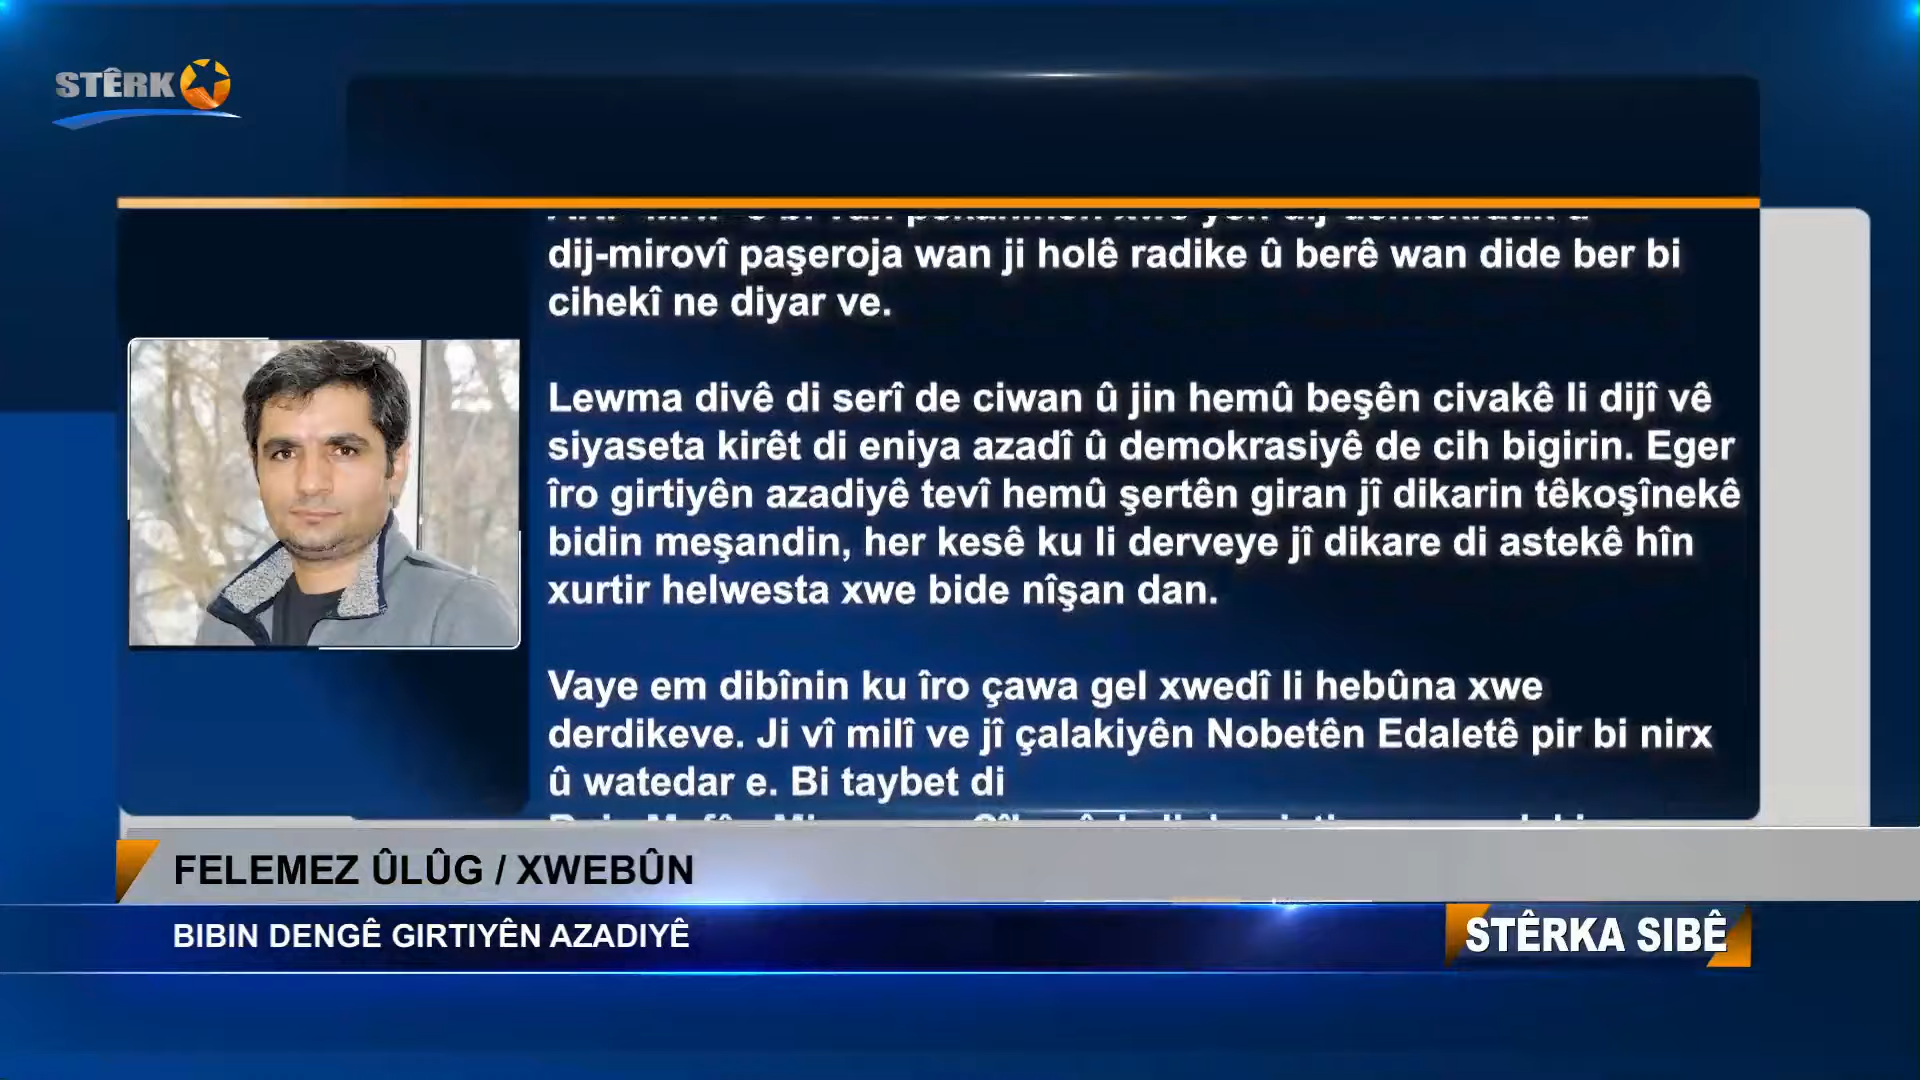 STÊRK
dij-mirovî paşeroja wan ji holê radike û berê wan dide ber bi
cihekî ne diyar ve.
Lewma divê di serî de ciwan û jin hemû beşên civakê li dijî vê
siyaseta kirêt di eniya azadî û demokrasiyê de cih bigirin. Eger
îro girtiyên azadiyê tevî hemû şertên giran jî dikarin têkoşînekê
bidin meşandin, her kesê ku li derveye jî dikare di astekê hîn
xurtir helwesta xwe bide nîşan dan.
Vaye em dibînin ku îro çawa gel xwedî li hebûna xwe
derdikeve. Ji vî milî ve jî çalakiyên Nobetên Edaletê pir bi nirx
û watedar e. Bi taybet di
FELEMEZ ÛLÛG / XWEBÛN
BIBIN DENGÊ GIRTIYÊN AZADIYÊ
STÊRKA SIBÊ